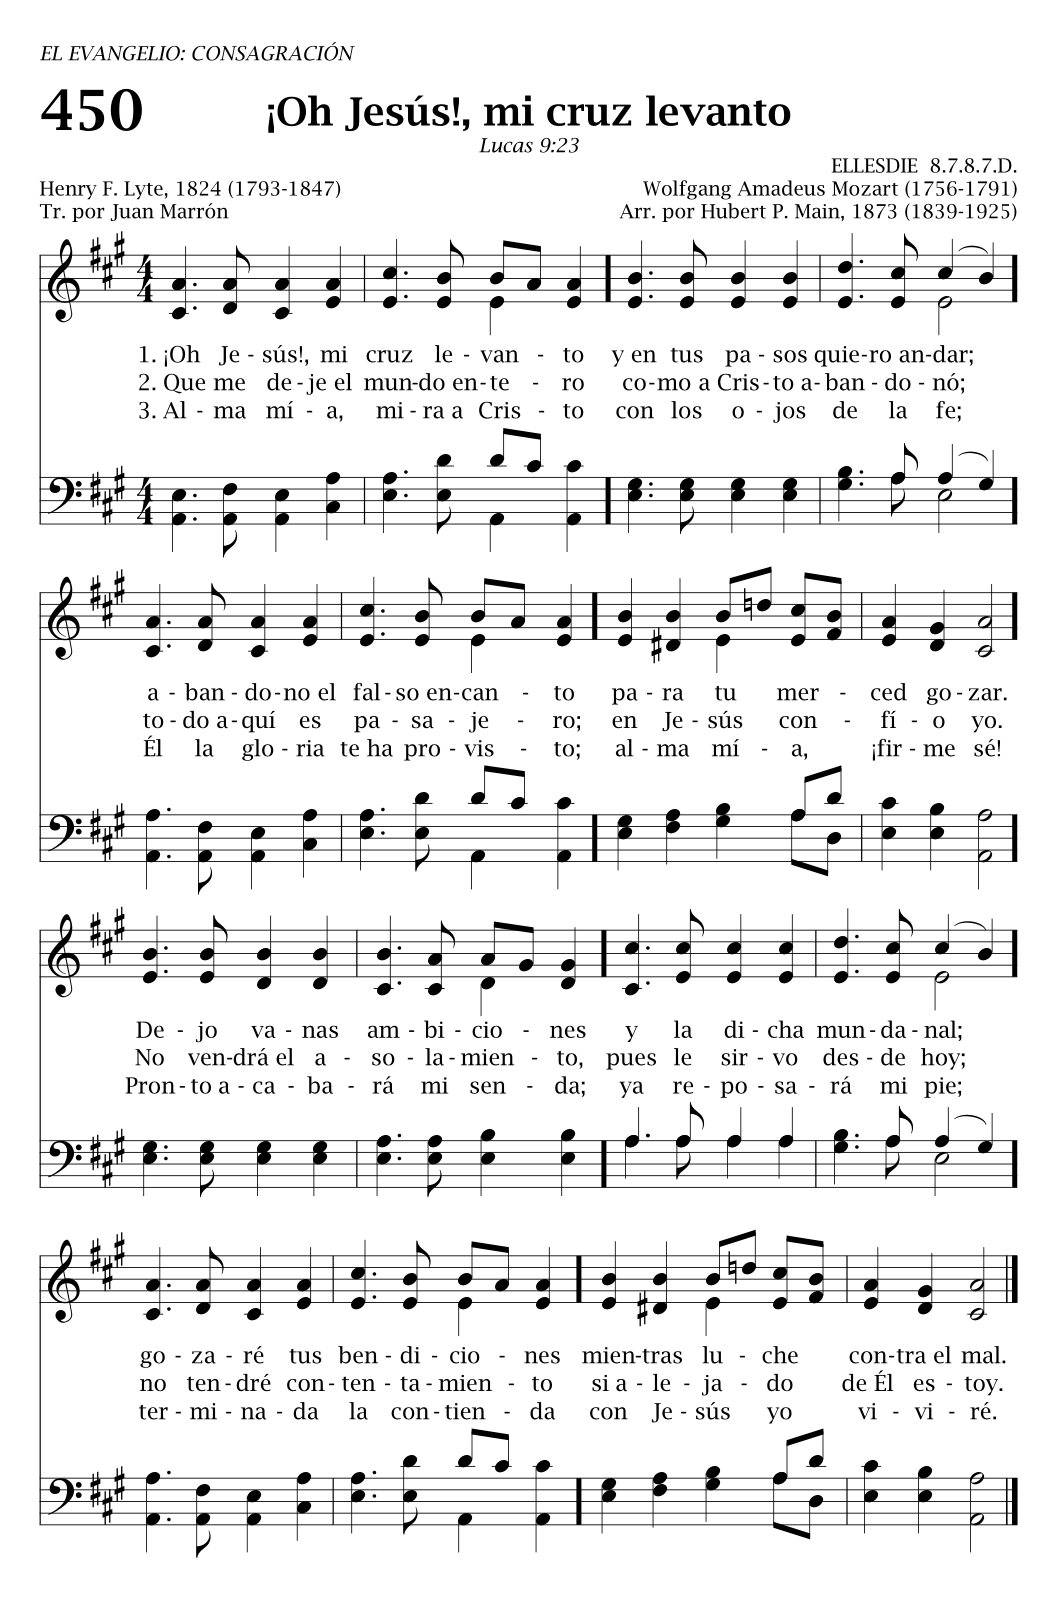 EL EVANGELIO: CONSAGRACIÓN
450 ¡Oh Jesús!, mi cruz levanto
Lucas 9:23
ELLESDIE 8.7.8.7.D.
Henry F. Lyte, 1824 (1793-1847) Wolfgang Amadeus Mozart (1756-1791)
Tr. por Juan Marrón Arr. por Hubert P. Main, 1873 (1839-1925)
4 4
1. ¡Oh Je - sús!, mi cruz le - van - to y en tus pa - sos quie - ro an - dar;
2. Que me de - je el mun - do en - te - ro co - mo a Cris - to a - ban - do - nó;
3. Al - ma mí - a, mi - ra a Cris - to con los o - jos de la fe;
4 4
a - ban - do - no el fal - so en - can - to pa - ra tu mer - ced go - zar.
to - do a - quí es pa - sa - je - ro; en Je - sús con - fí - o yo.
Él la glo - ria te ha pro - vis - to; al - ma mí - a, ¡fir - me sé!
De - jo va - nas am - bi - cio - nes y la di - cha mun - da - nal;
No ven - drá el a - so - la - mien - to, pues le sir - vo des - de hoy;
Pron - to a - ca - ba - rá mi sen - da; ya re - po - sa - rá mi pie;
go - za - ré tus ben - di - cio - nes mien - tras lu - che con - tra el mal.
no ten - dré con - ten - ta - mien - to si a - le - ja - do de Él es - toy.
ter - mi - na - da la con - tien - da con Je - sús yo vi - vi - ré.